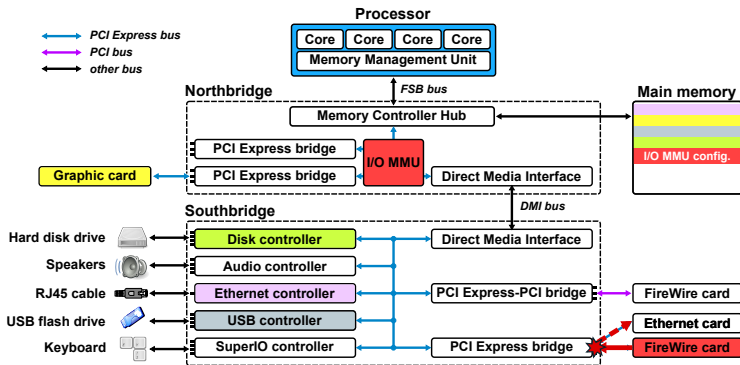 Processor
PCI Express bus
PCI bus
other bus
Core Core Core Core
Memory Management Unit
FSB bus
Northbridge
Main memory
Memory Controller Hub
PCI Express bridge
I/O MMU
I/O MMU config.
Graphic card
PCI Express bridge
Direct Media Interface
DMI bus
Southbridge
Hard disk drive
Disk controller
Direct Media Interface
Speakers
Audio controller
RJ45 cable
Ethernet controller
PCI Express-PCI bridge
FireWire card
USB flash drive
USB controller
Ethernet card
Keyboard
SuperIO controller
PCI Express bridge
FireWire card